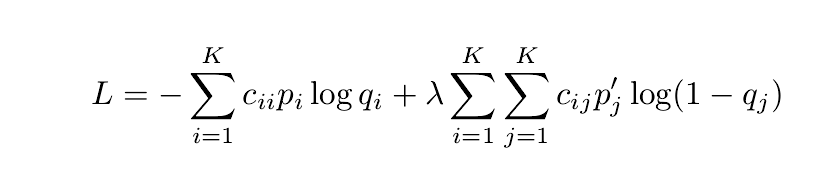 L = -\sum_{i=1}^{K} c_{ii} p_i \log q_i + \lambda \sum_{i=1}^{K} \sum_{j=1}^{K} c_{ij} p'_j \log(1 - q_j)